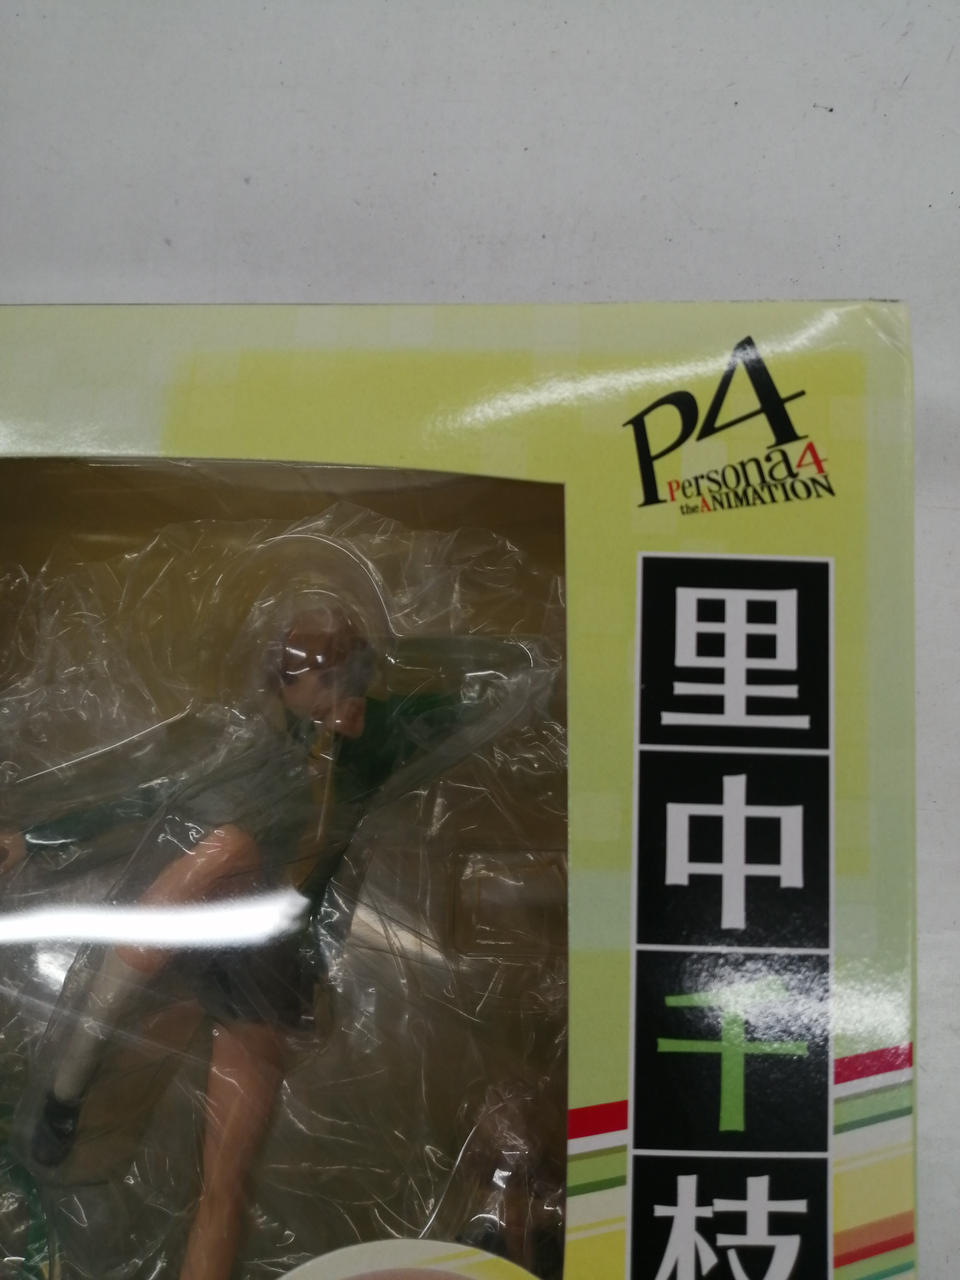 P4
Persona4
the ANIMATION
里中千枝